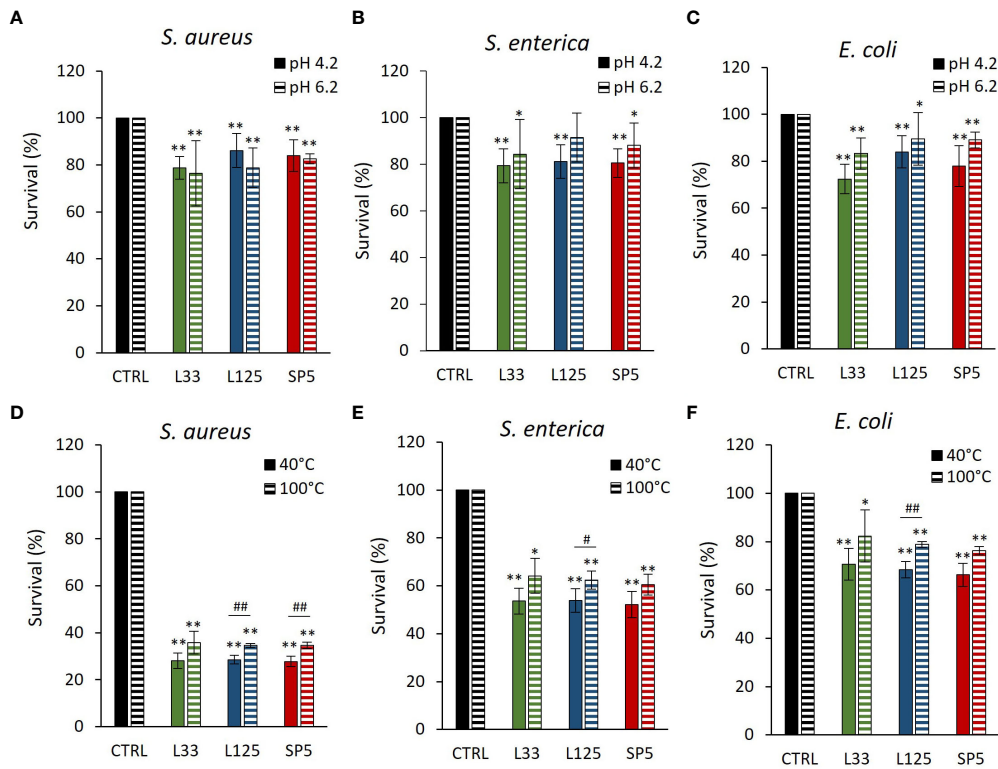 A
S. aureus
pH 4.2
pH 6.2
Survival (%)
120
100
80
60
40
20
0
** ** ** ** ** **
CTRL L33 L125 SP5
B
S. enterica
pH 4.2
pH 6.2
Survival (%)
120
100
80
60
40
20
0
** * ** ** *
CTRL L33 L125 SP5
C
E. coli
pH 4.2
pH 6.2
Survival (%)
120
100
80
60
40
20
0
** ** ** * ** **
CTRL L33 L125 SP5
D
S. aureus
40°C
100°C
Survival (%)
120
100
80
60
40
20
0
## ##
** ** ** ** ** **
CTRL L33 L125 SP5
E
S. enterica
40°C
100°C
Survival (%)
120
100
80
60
40
20
0
#
** * ** ** ** **
CTRL L33 L125 SP5
F
E. coli
40°C
100°C
Survival (%)
120
100
80
60
40
20
0
##
** * ** ** ** **
CTRL L33 L125 SP5